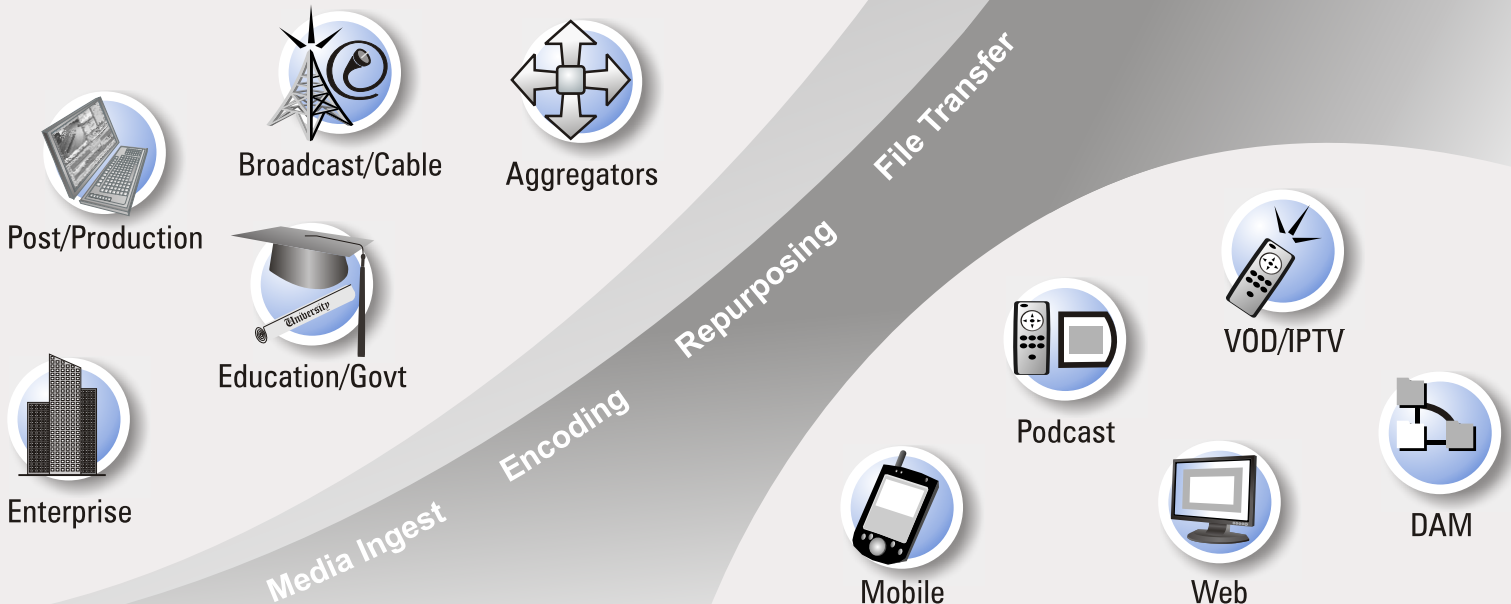 Broadcast/Cable
Aggregators
Post/Production
University
Education/Govt
Enterprise
File Transfer
Repurposing
Encoding
Media Ingest
VOD/IPTV
Podcast
DAM
Mobile
Web